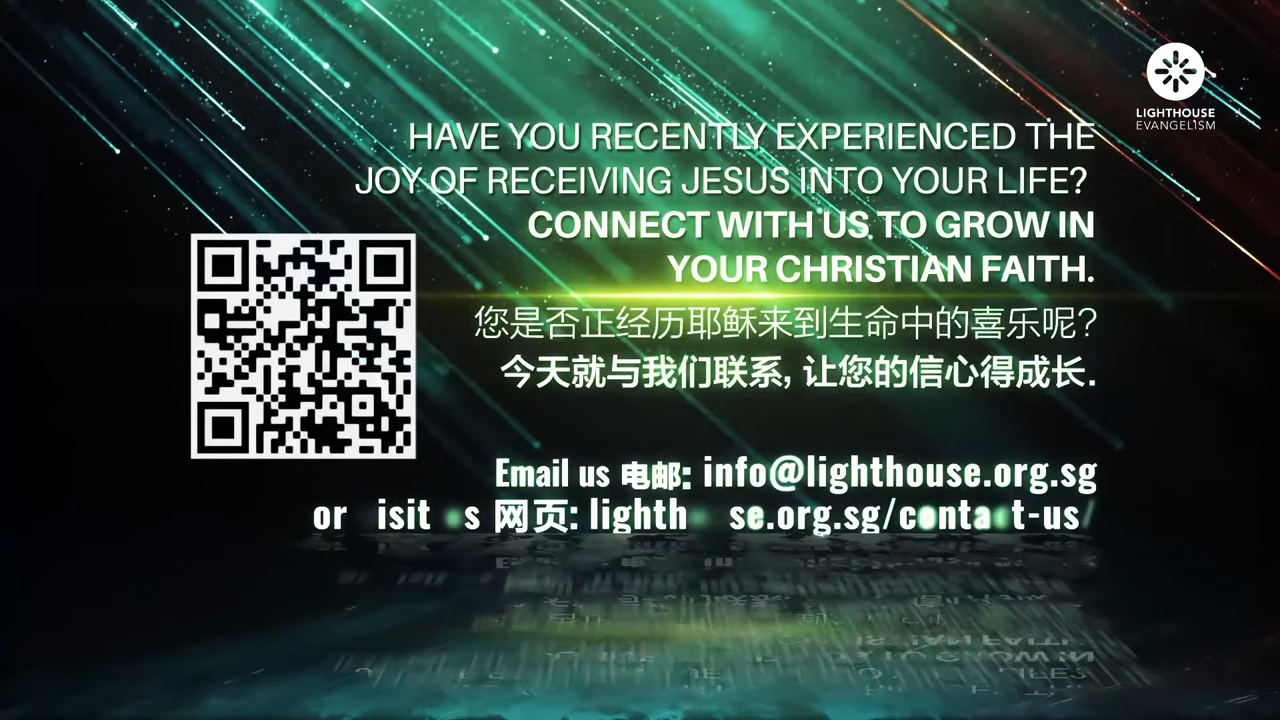 LIGHTHOUSE
EVANGELISM
HAVE YOU RECENTLY EXPERIENCED THE
JOY OF RECEIVING JESUS INTO YOUR LIFE?
CONNECT WITH US TO GROW IN
YOUR CHRISTIAN FAITH.
您是否正经历耶稣来到生命中的喜乐呢?
今天就与我们联系, 让您的信心得成长.
Email us 电邮: info@lighthouse.org.sg
or 网页: